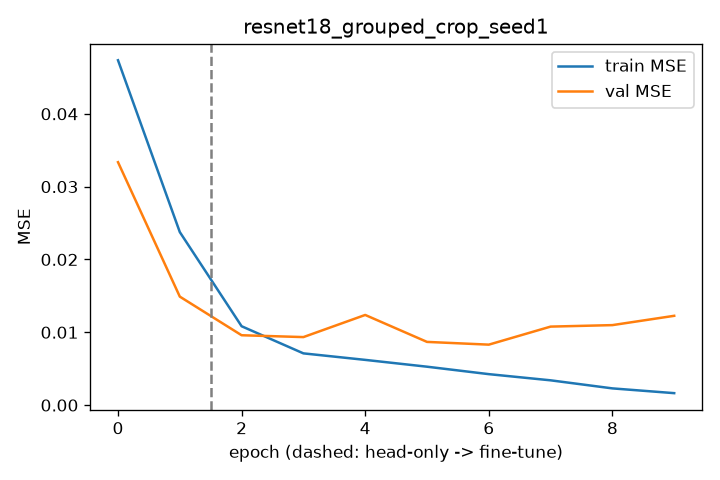 resnet18_grouped_crop_seed1
train MSE
val MSE
0.04
0.03
0.02
0.01
0.00
MSE
0
2
4
6
8
epoch (dashed: head-only -> fine-tune)